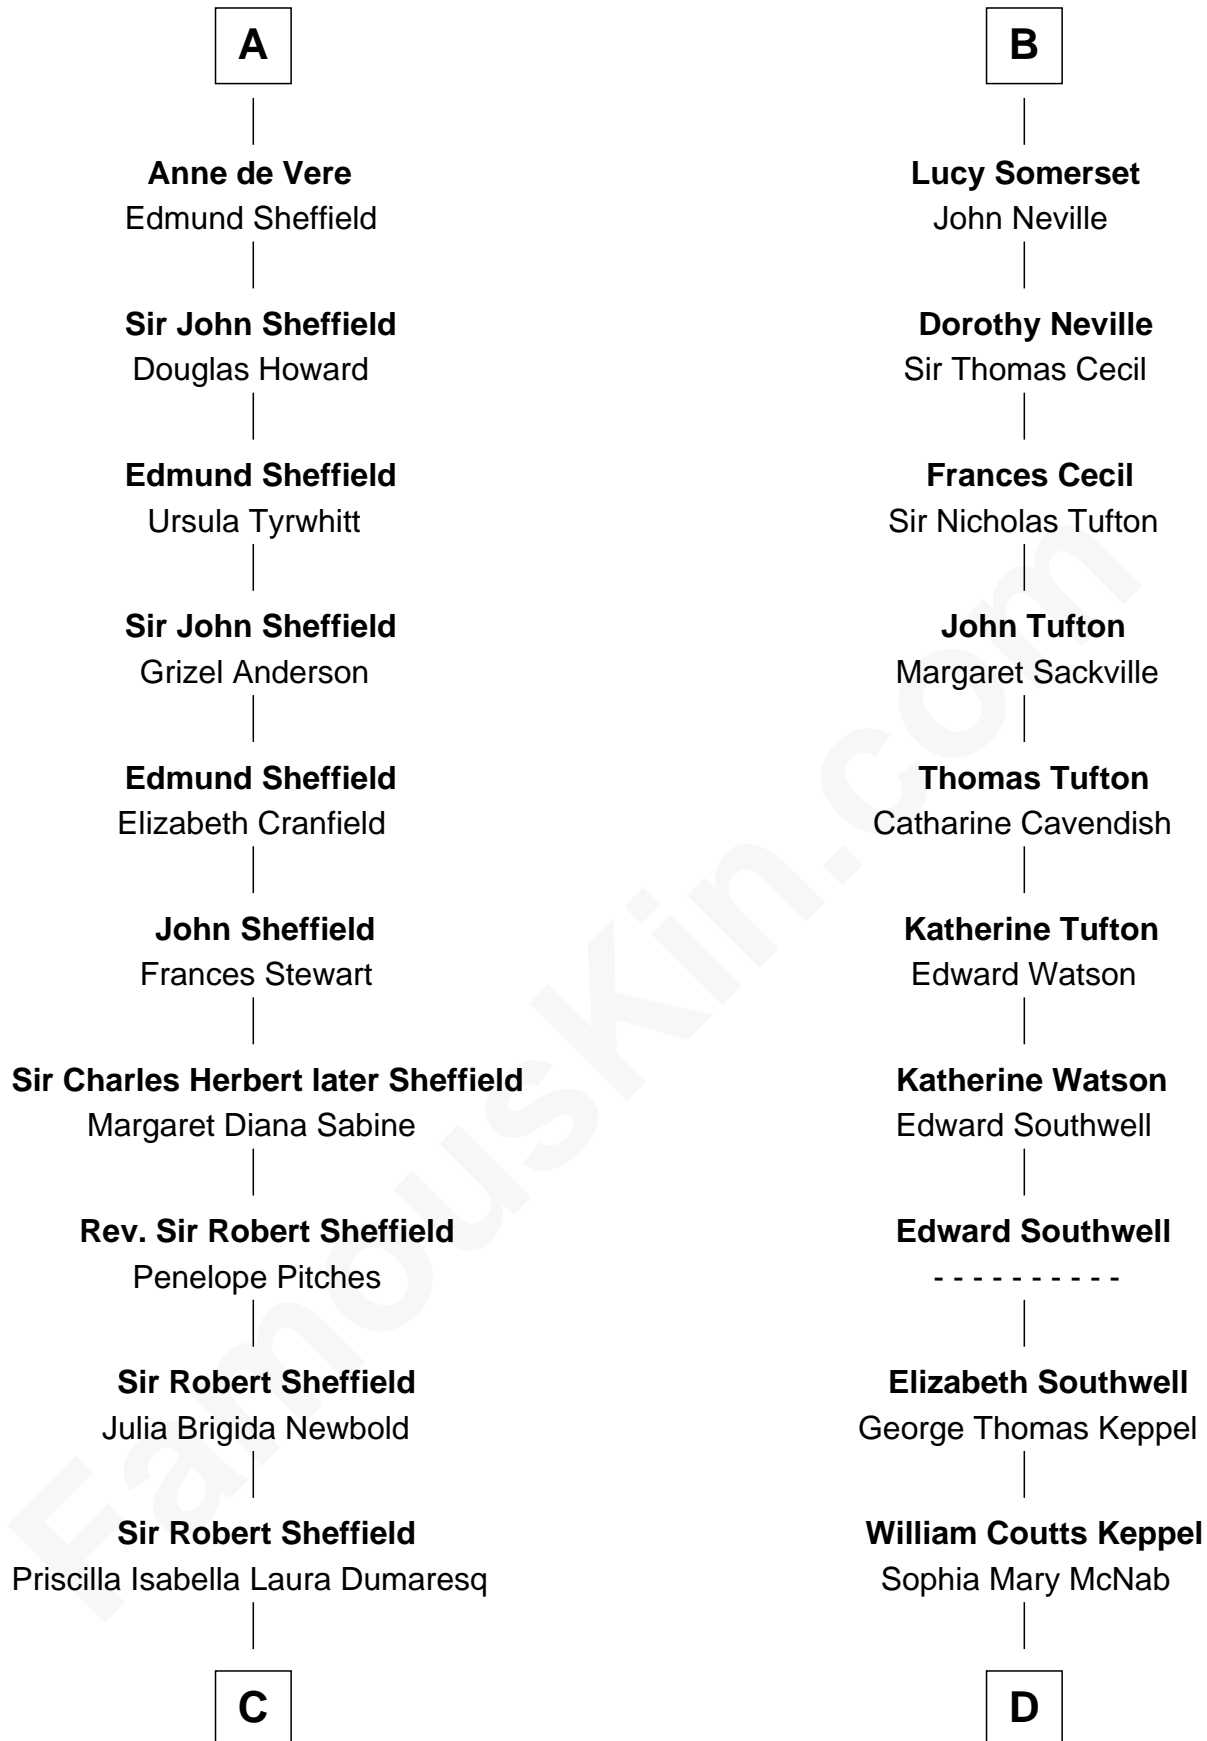 A
Anne de Vere
Edmund Sheffield
Sir John Sheffield
Douglas Howard
Edmund Sheffield
Ursula Tyrwhitt
Sir John Sheffield
Grizel Anderson
Edmund Sheffield
Elizabeth Cranfield
John Sheffield
Frances Stewart
Sir Charles Herbert later Sheffield
Margaret Diana Sabine
Rev. Sir Robert Sheffield
Penelope Pitches
Sir Robert Sheffield
Julia Brigida Newbold
Sir Robert Sheffield
Priscilla Isabella Laura Dumaresq
C
B
Lucy Somerset
John Neville
Dorothy Neville
Sir Thomas Cecil
Frances Cecil
Sir Nicholas Tufton
John Tufton
Margaret Sackville
Thomas Tufton
Catharine Cavendish
Katherine Tufton
Edward Watson
Katherine Watson
Edward Southwell
Edward Southwell
- - - - - - - - - -
Elizabeth Southwell
George Thomas Keppel
William Coutts Keppel
Sophia Mary McNab
D
FamousKin.com